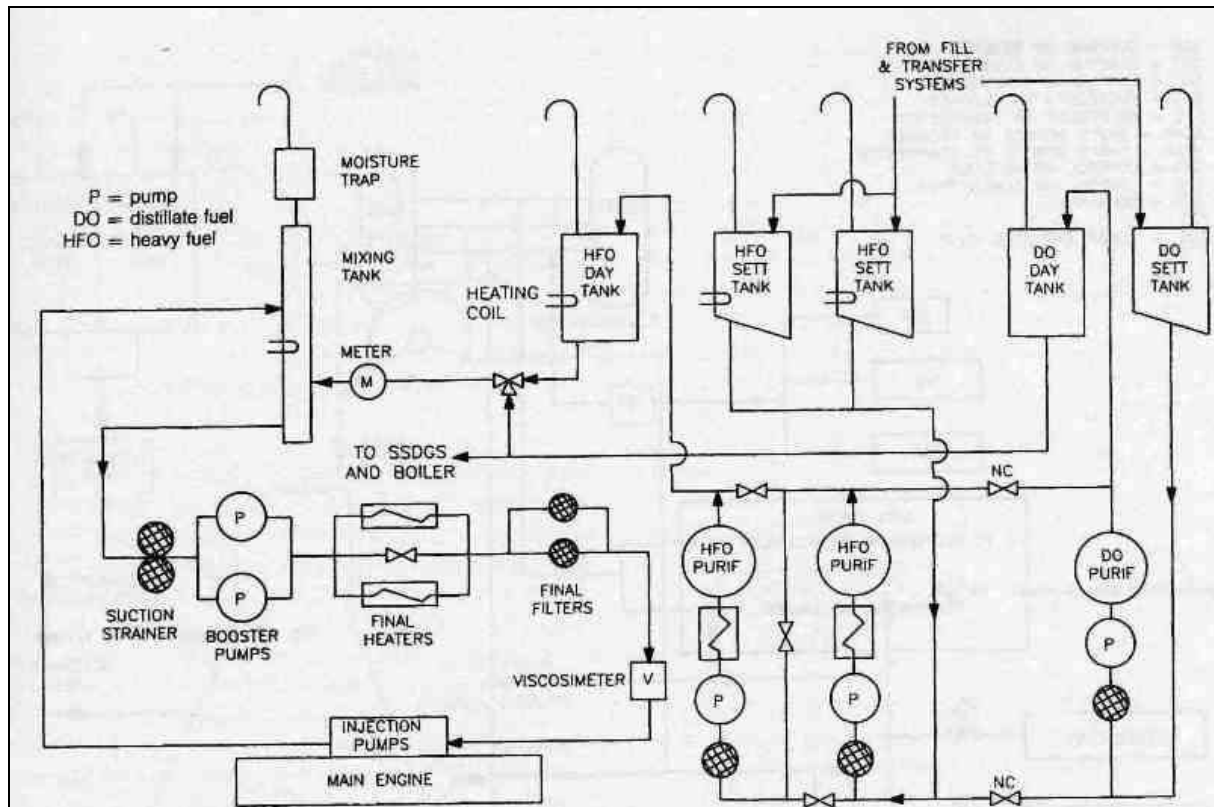 FROM FILL
& TRANSFER
SYSTEMS
MOISTURE
TRAP
P = pump
DO = distillate fuel
HFO = heavy fuel
MIXING
TANK
HEATING
COIL
HFO
DAY
TANK
HFO
SETT
TANK
HFO
SETT
TANK
DO
DAY
TANK
DO
SETT
TANK
METER
M
TO SSDGS
AND BOILER
NC
P
P
SUCTION
STRAINER
BOOSTER
PUMPS
FINAL
HEATERS
FINAL
FILTERS
HFO
PURIF
HFO
PURIF
DO
PURIF
P
P
P
VISCOSIMETER
V
INJECTION
PUMPS
MAIN ENGINE
NC